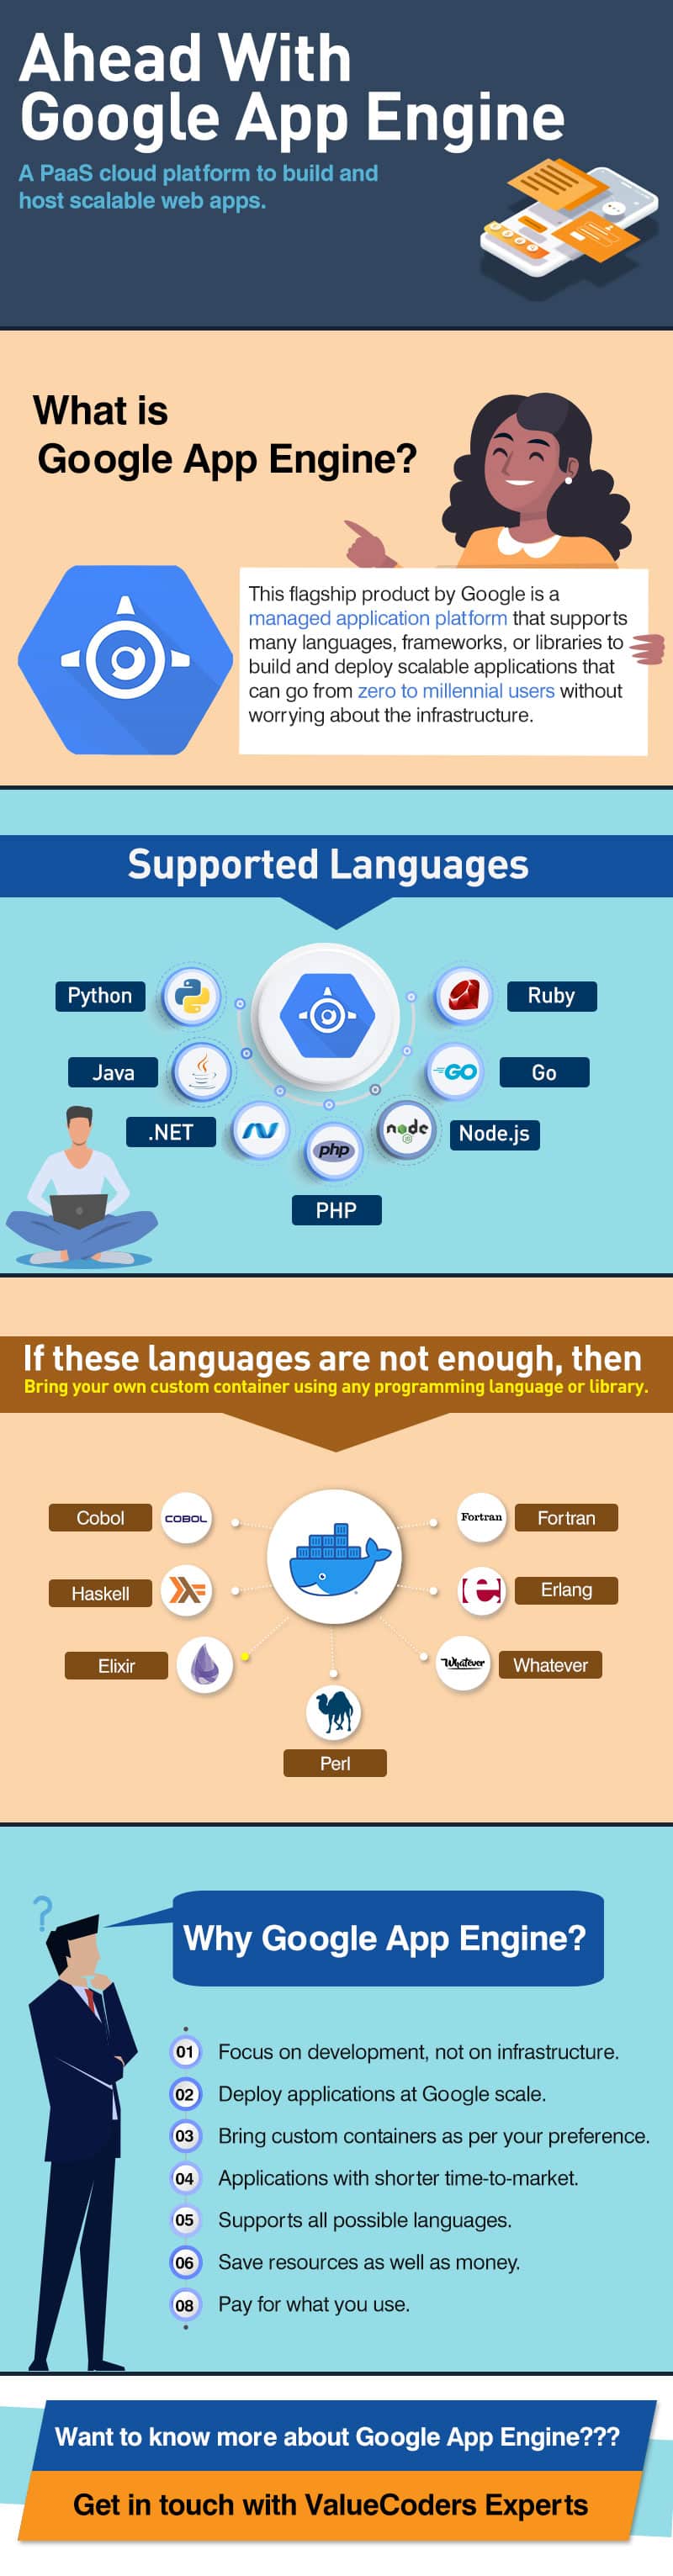 Ahead With
Google App Engine
A PaaS cloud platform to build and
host scalable web apps.
What is
Google App Engine?
This flagship product by Google is a
managed application platform that supports
many languages, frameworks, or libraries to
build and deploy scalable applications that
can go from zero to millennial users without
worrying about the infrastructure.
Supported Languages
Python
Ruby
Java
GO
Go
.NET
php
node
JS
Node.js
PHP
If these languages are not enough, then
Bring your own custom container using any programming language or library.
Cobol
COBOL
Fortran
Fortran
Haskell
e
Erlang
Elixir
Whatever
Whatever
Perl
?
Why Google App Engine?
01 Focus on development, not on infrastructure.
02 Deploy applications at Google scale.
03 Bring custom containers as per your preference.
04 Applications with shorter time-to-market.
05 Supports all possible languages.
06 Save resources as well as money.
08 Pay for what you use.
Want to know more about Google App Engine???
Get in touch with ValueCoders Experts